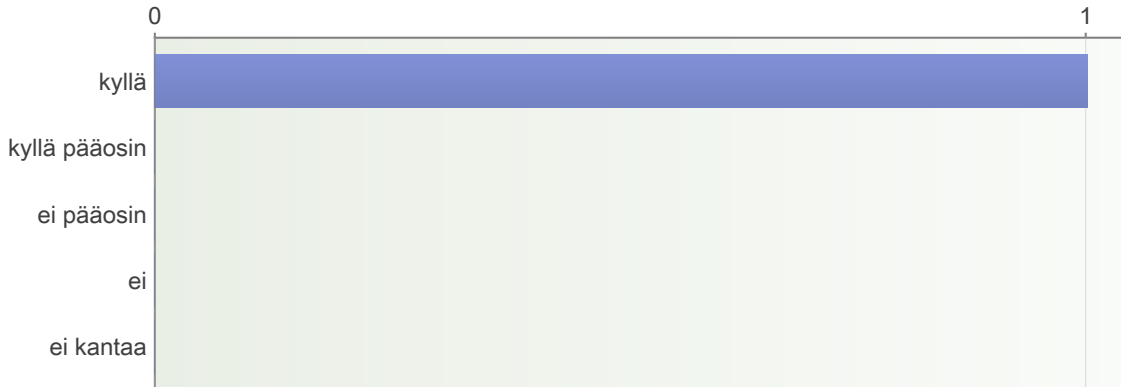 0 1
kyllä
kyllä pääosin
ei pääosin
ei
ei kantaa